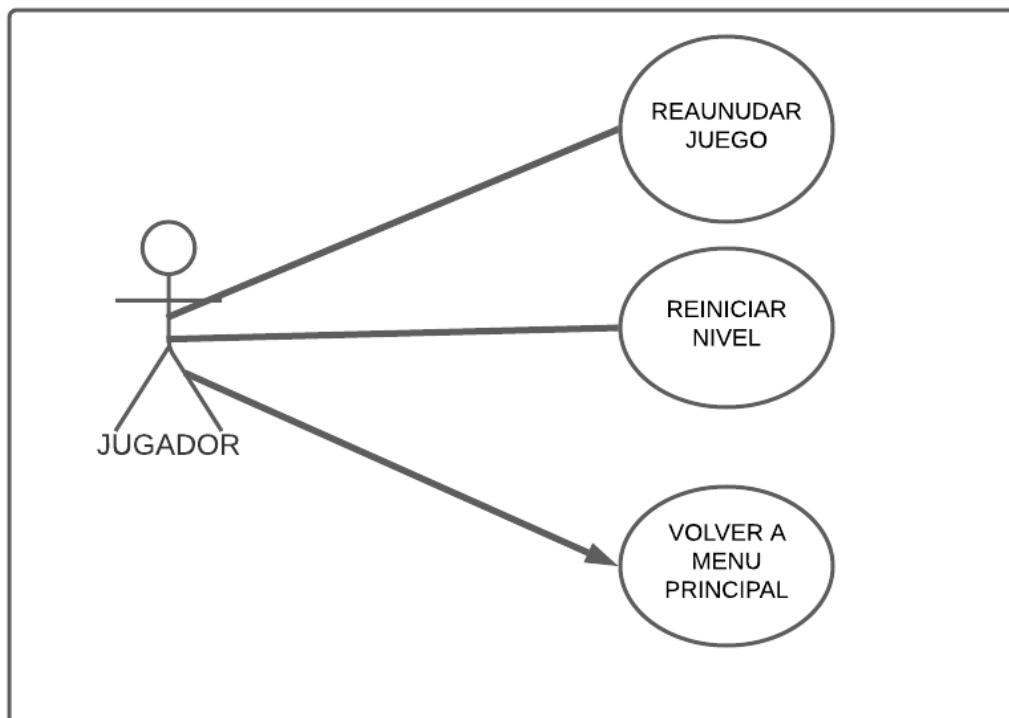 REAUNUDAR
JUEGO
REINICIAR
NIVEL
JUGADOR
VOLVER A
MENU
PRINCIPAL